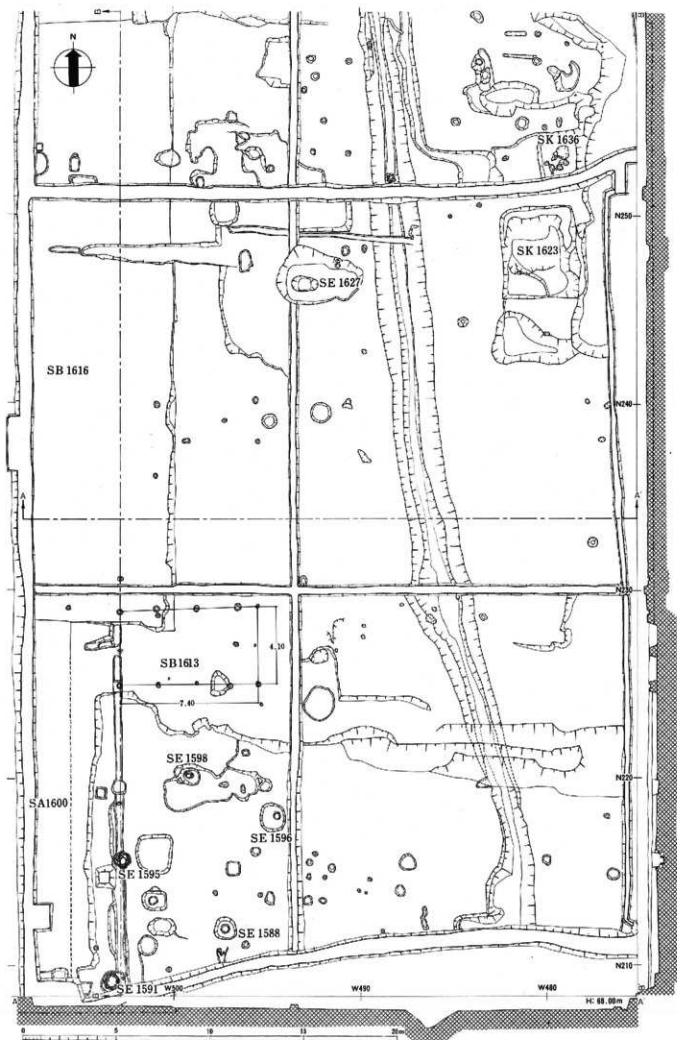 B
B
N
SK 1636
N250
SK 1623
SE 1627
SB 1616
N240
A
A'
N230
SB1613
4.20
7.40
SE 1598
N220
SA1600
SE 1596
SE 1595
SE 1588
N210
SE 1591
W500
W490
W480
H: 68.00m
A
A'
0
5
10
15
20m